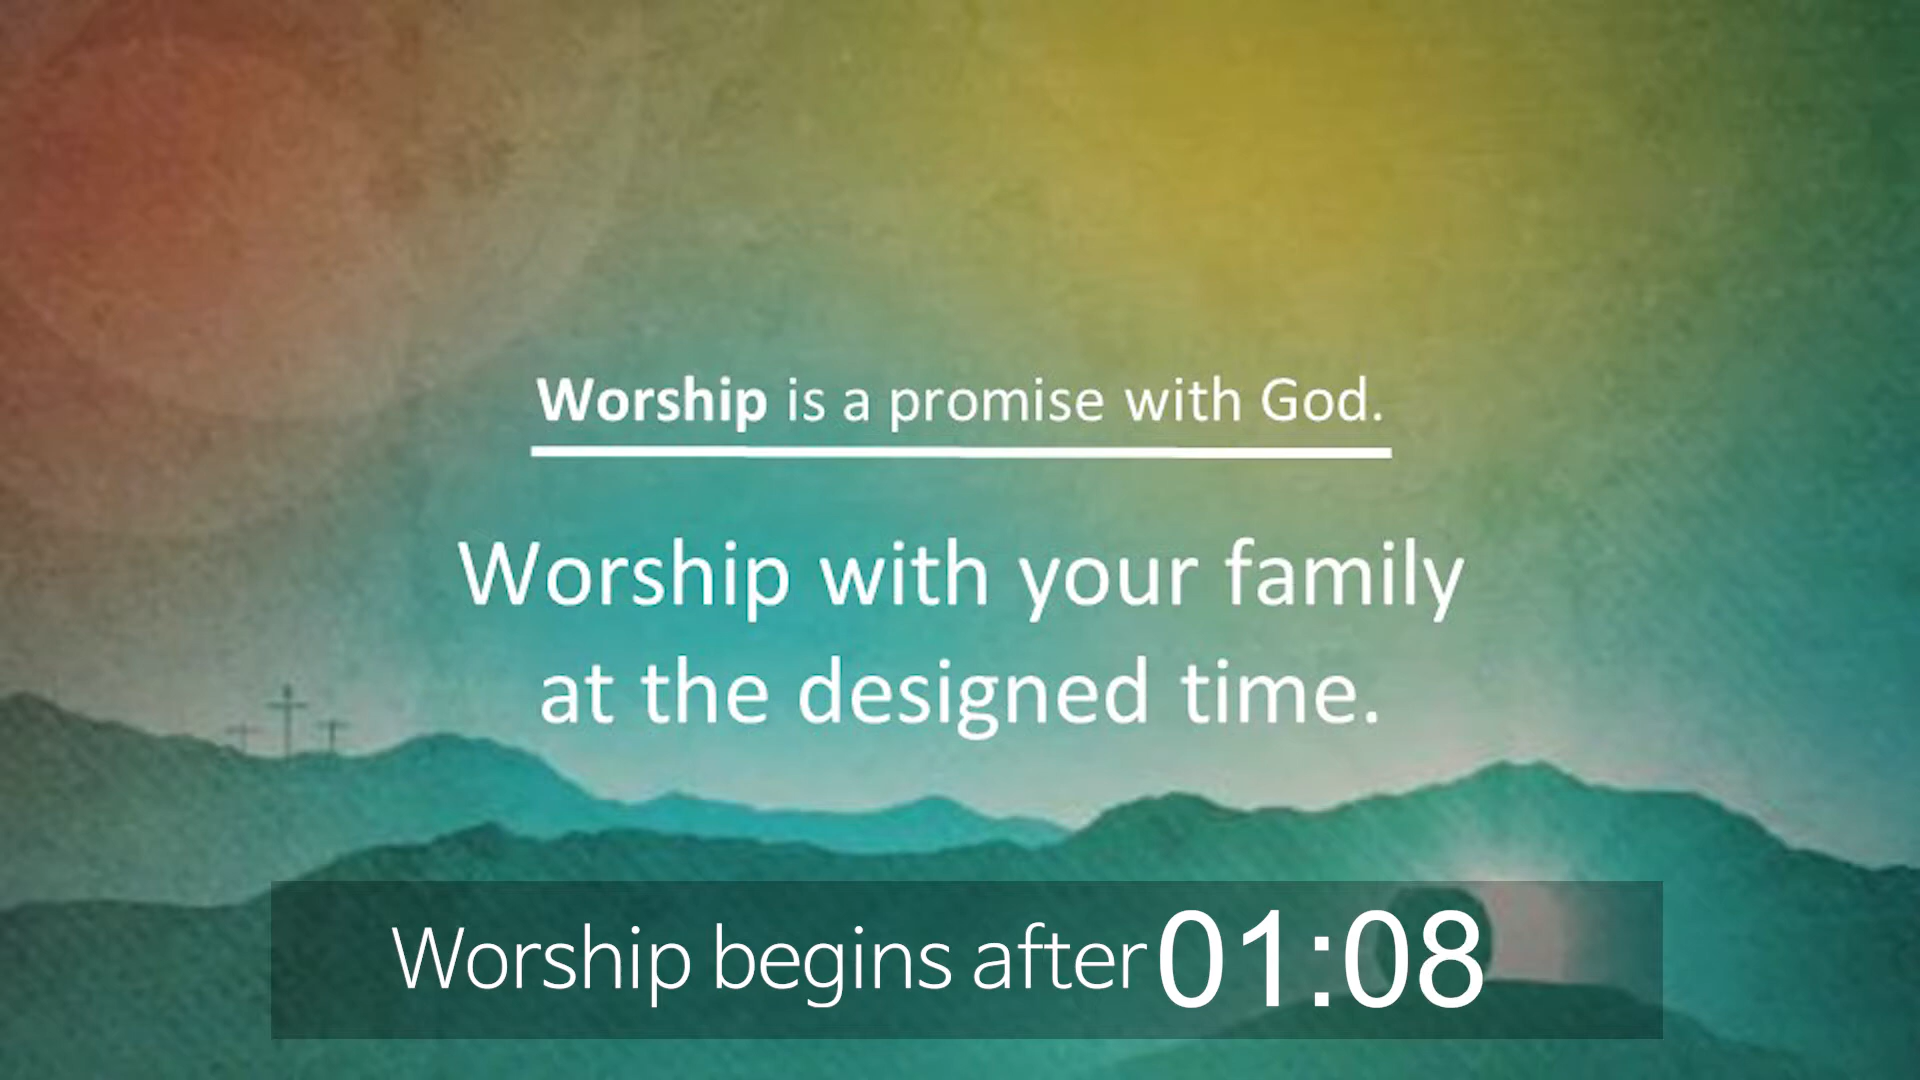 Worship is a promise with God.
Worship with your family
at the designed time.
Worship begins after 01:08